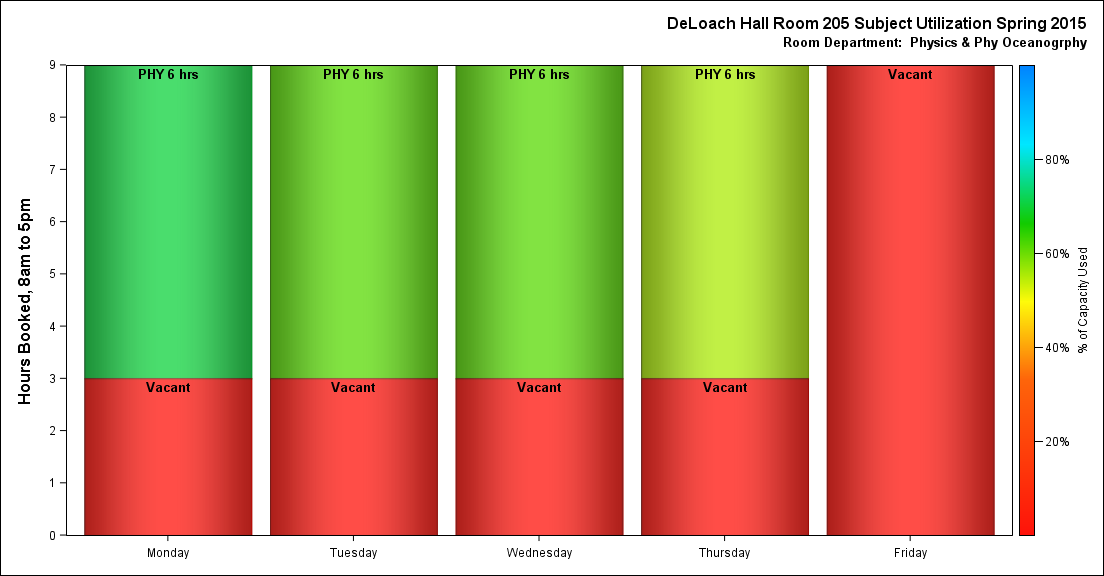 DeLoach Hall Room 205 Subject Utilization Spring 2015
Room Department:  Physics & Phy Oceanogrphy
Hours Booked, 8am to 5pm
9
8
7
6
5
4
3
2
1
0
PHY 6 hrs
PHY 6 hrs
PHY 6 hrs
PHY 6 hrs
Vacant
Vacant
Vacant
Vacant
Vacant
Monday
Tuesday
Wednesday
Thursday
Friday
80%
60%
40%
20%
% of Capacity Used